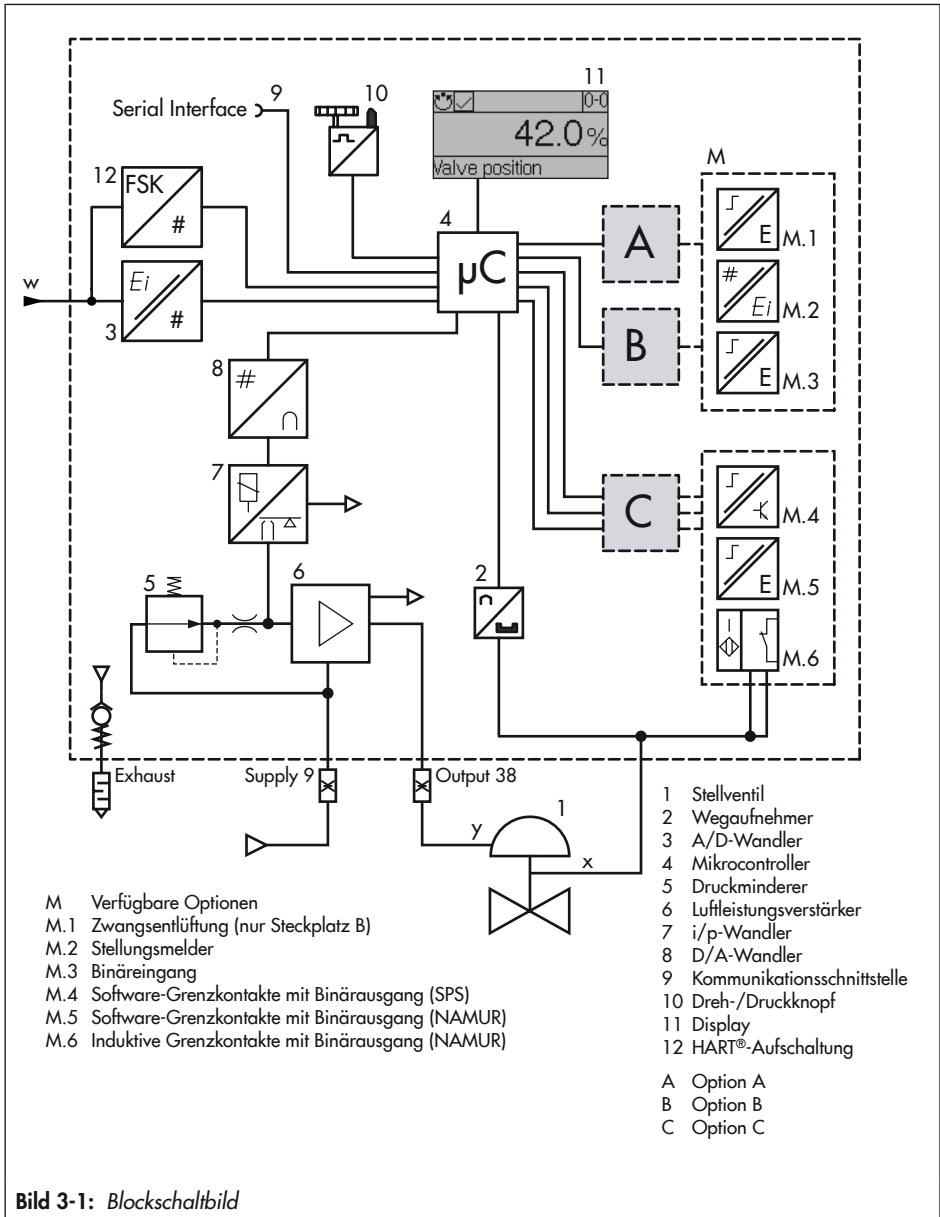 Serial Interface
9
10
11
0-0
42.0%
Valve position
12
FSK
#
w
Ei
#
3
4
µC
A
B
C
M
E
M.1
#
Ei
M.2
E
M.3
M.4
E
M.5
M.6
8
#
7
5
6
2
Exhaust
Supply 9
Output 38
y
1
x
M Verfügbare Optionen
M.1 Zwangsentlüftung (nur Steckplatz B)
M.2 Stellungsmelder
M.3 Binäreingang
M.4 Software-Grenzkontakte mit Binärausgang (SPS)
M.5 Software-Grenzkontakte mit Binärausgang (NAMUR)
M.6 Induktive Grenzkontakte mit Binärausgang (NAMUR)
1 Stellventil
2 Wegaufnehmer
3 A/D-Wandler
4 Mikrocontroller
5 Druckminderer
6 Luftleistungsverstärker
7 i/p-Wandler
8 D/A-Wandler
9 Kommunikationsschnittstelle
10 Dreh-/Druckknopf
11 Display
12 HART®-Aufschaltung
A Option A
B Option B
C Option C
Bild 3-1: Blockschaltbild